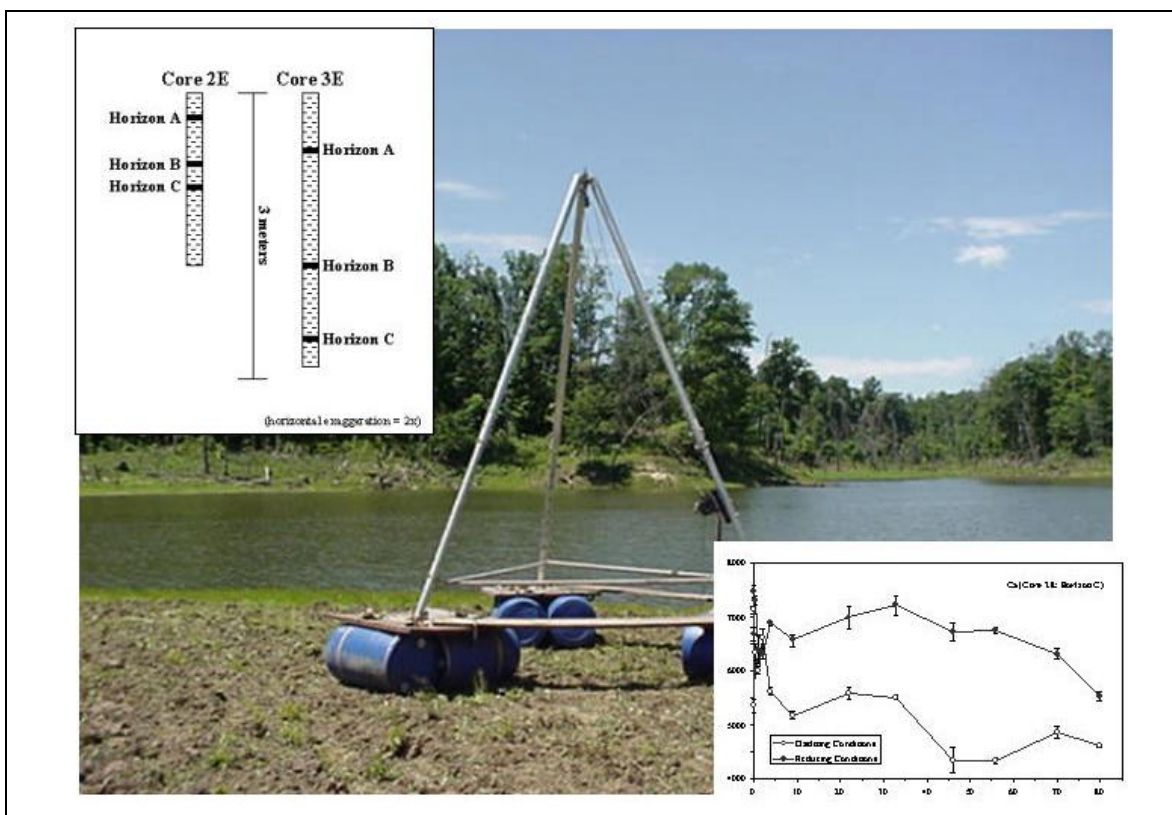 Core 2E Core 3E
Horizon A
Horizon B
Horizon C
Horizon A
Horizon B
Horizon C
3 meters
(horizontal exaggeration = 2x)
8000
7000
6000
5000
4000
Horizon C)
Oxidizing Conditions
Reducing Conditions
0 10 20 30 40 50 60 70 80